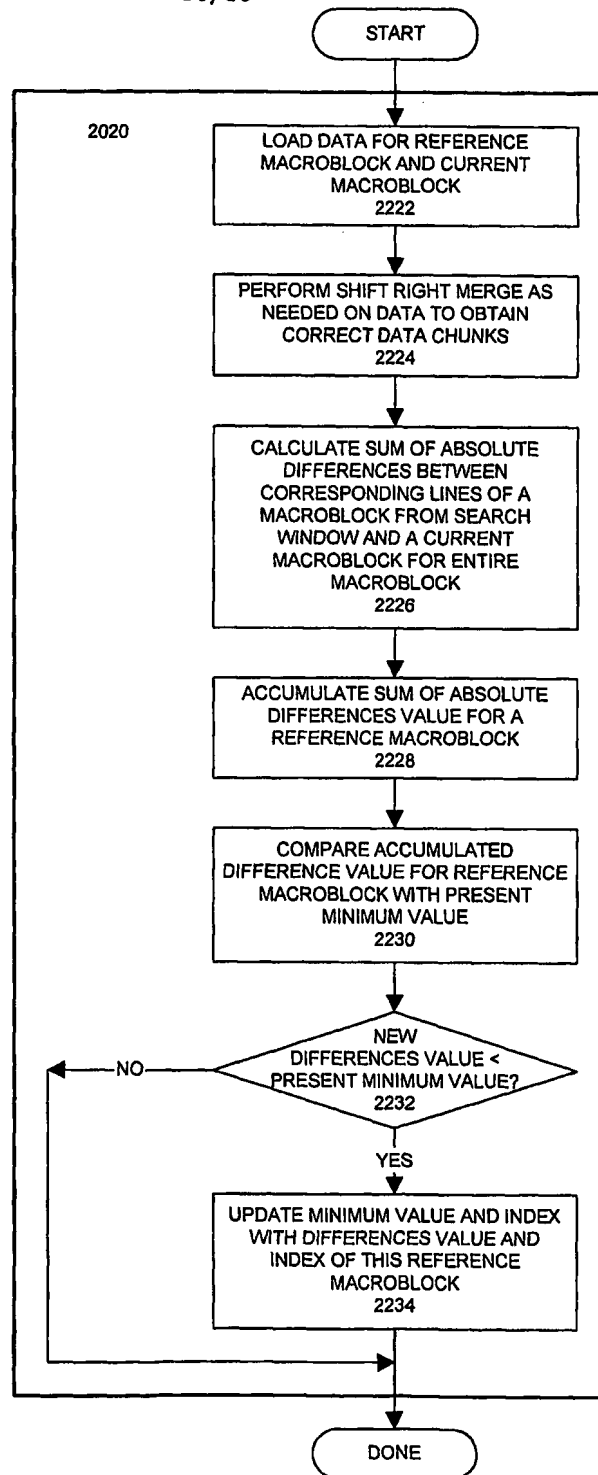 START
2020
LOAD DATA FOR REFERENCE
MACROBLOCK AND CURRENT
MACROBLOCK
2222
PERFORM SHIFT RIGHT MERGE AS
NEEDED ON DATA TO OBTAIN
CORRECT DATA CHUNKS
2224
CALCULATE SUM OF ABSOLUTE
DIFFERENCES BETWEEN
CORRESPONDING LINES OF A
MACROBLOCK FROM SEARCH
WINDOW AND A CURRENT
MACROBLOCK FOR ENTIRE
MACROBLOCK
2226
ACCUMULATE SUM OF ABSOLUTE
DIFFERENCES VALUE FOR A
REFERENCE MACROBLOCK
2228
COMPARE ACCUMULATED
DIFFERENCE VALUE FOR REFERENCE
MACROBLOCK WITH PRESENT
MINIMUM VALUE
2230
NEW
DIFFERENCES VALUE <
PRESENT MINIMUM VALUE?
2232
NO
YES
UPDATE MINIMUM VALUE AND INDEX
WITH DIFFERENCES VALUE AND
INDEX OF THIS REFERENCE
MACROBLOCK
2234
DONE